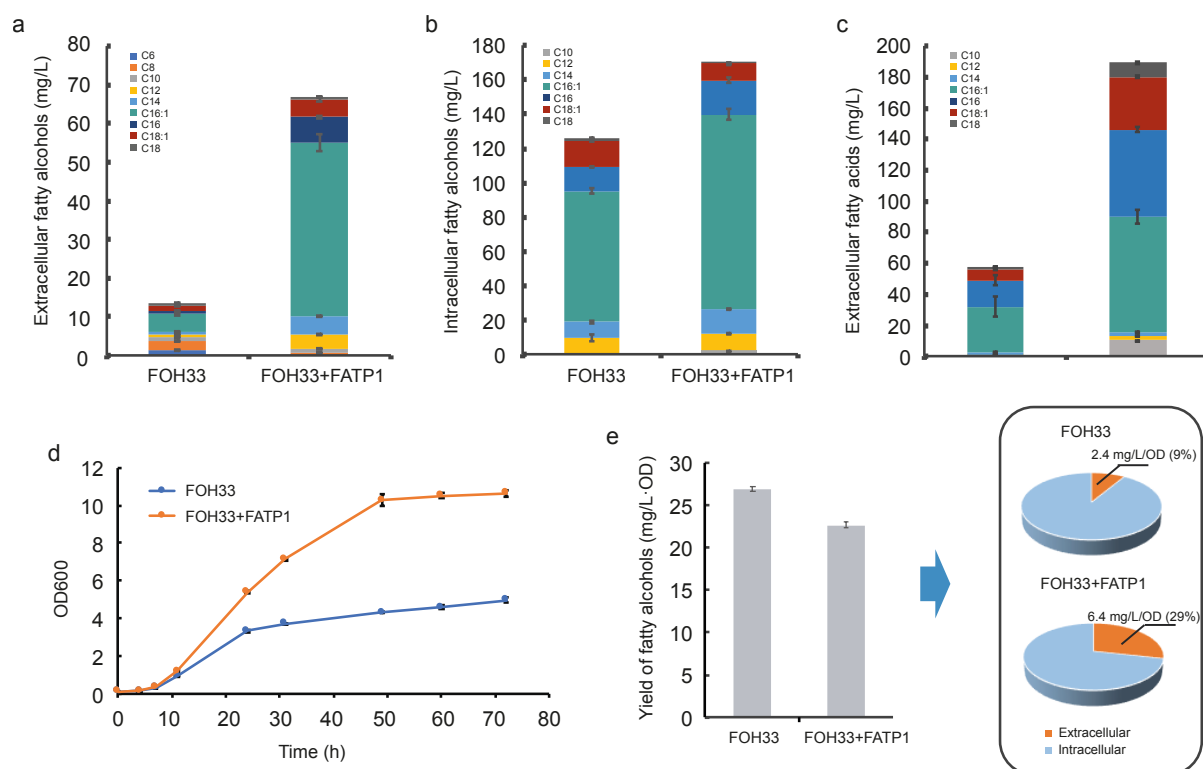 a
Extracellular fatty alcohols (mg/L)
80
70
60
50
40
30
20
10
0
C6
C8
C10
C12
C14
C16:1
C16
C18:1
C18
FOH33
FOH33+FATP1
b
Intracellular fatty alcohols (mg/L)
180
160
140
120
100
80
60
40
20
0
C10
C12
C14
C16:1
C16
C18:1
C18
FOH33
FOH33+FATP1
c
Extracellular fatty acids (mg/L)
200
180
160
140
120
100
80
60
40
20
0
C10
C12
C14
C16:1
C16
C18:1
C18
d
OD600
12
10
8
6
4
2
0
FOH33
FOH33+FATP1
0 10 20 30 40 50 60 70 80
Time (h)
e
Yield of fatty alcohols (mg/L·OD)
30
25
20
15
10
5
0
FOH33
FOH33+FATP1
FOH33
2.4 mg/L/OD (9%)
FOH33+FATP1
6.4 mg/L/OD (29%)
Extracellular
Intracellular